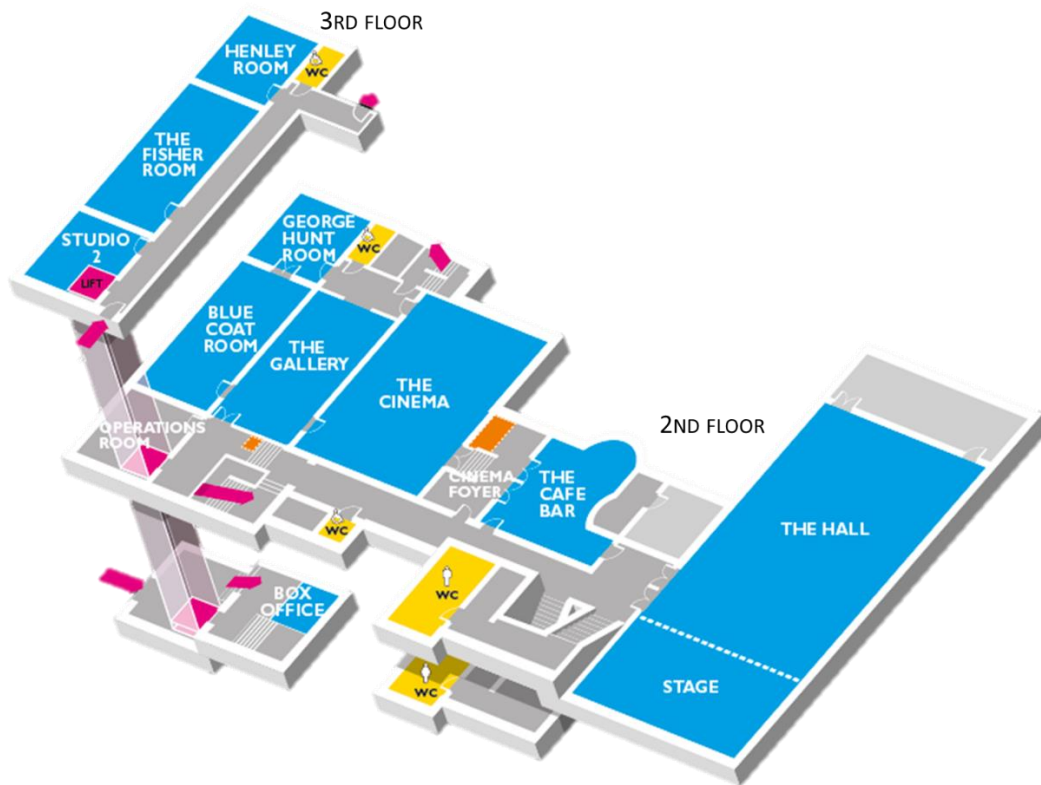 3RD FLOOR
HENLEY
ROOM
WC
THE
FISHER
ROOM
STUDIO
2
LIFT
GEORGE
HUNT
ROOM
WC
BLUE
COAT
ROOM
THE
GALLERY
THE
CINEMA
2ND FLOOR
OPERATIONS
ROOM
CINEMA
FOYER
THE
CAFE
BAR
THE HALL
WC
WC
BOX
OFFICE
STAGE
WC